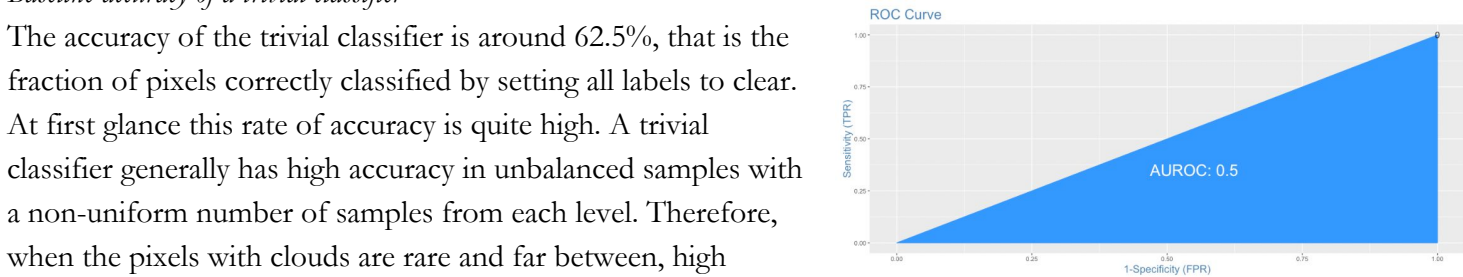 Baseline accuracy of a trivial classifier
The accuracy of the trivial classifier is around 62.5%, that is the
fraction of pixels correctly classified by setting all labels to clear.
At first glance this rate of accuracy is quite high. A trivial
classifier generally has high accuracy in unbalanced samples with
a non-uniform number of samples from each level. Therefore,
when the pixels with clouds are rare and far between, high
ROC Curve
1.00
0.75
0.50
0.25
0.00
Sensitivity (TPR)
0
AUROC: 0.5
0.00
0.25
0.50
0.75
1.00
1-Specificity (FPR)